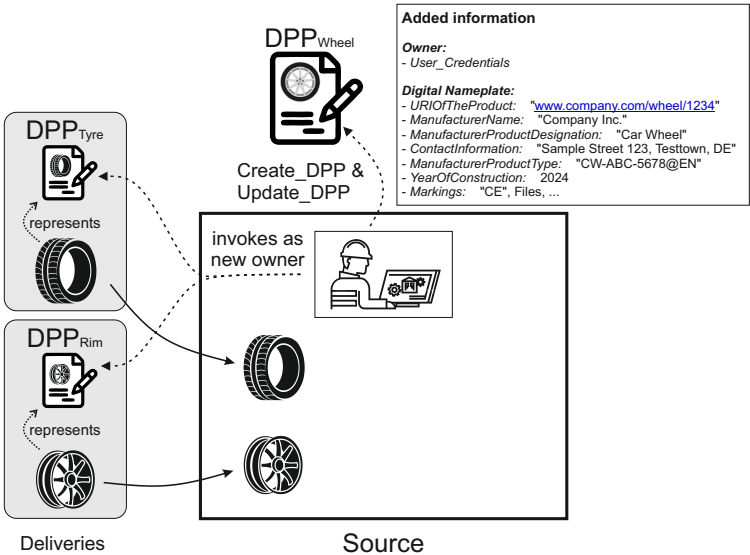 Added information
Owner:
- User_Credentials
Digital Nameplate:
- URIOfTheProduct: "www.company.com/wheel/1234"
- ManufacturerName: "Company Inc."
- ManufacturerProductDesignation: "Car Wheel"
- ContactInformation: "Sample Street 123, Testtown, DE"
- ManufacturerProductType: "CW-ABC-5678@EN"
- YearOfConstruction: 2024
- Markings: "CE", Files, ...
DPPWheel
Create_DPP &
Update_DPP
DPPTyre
represents
DPPRim
represents
Deliveries
invokes as
new owner
Source